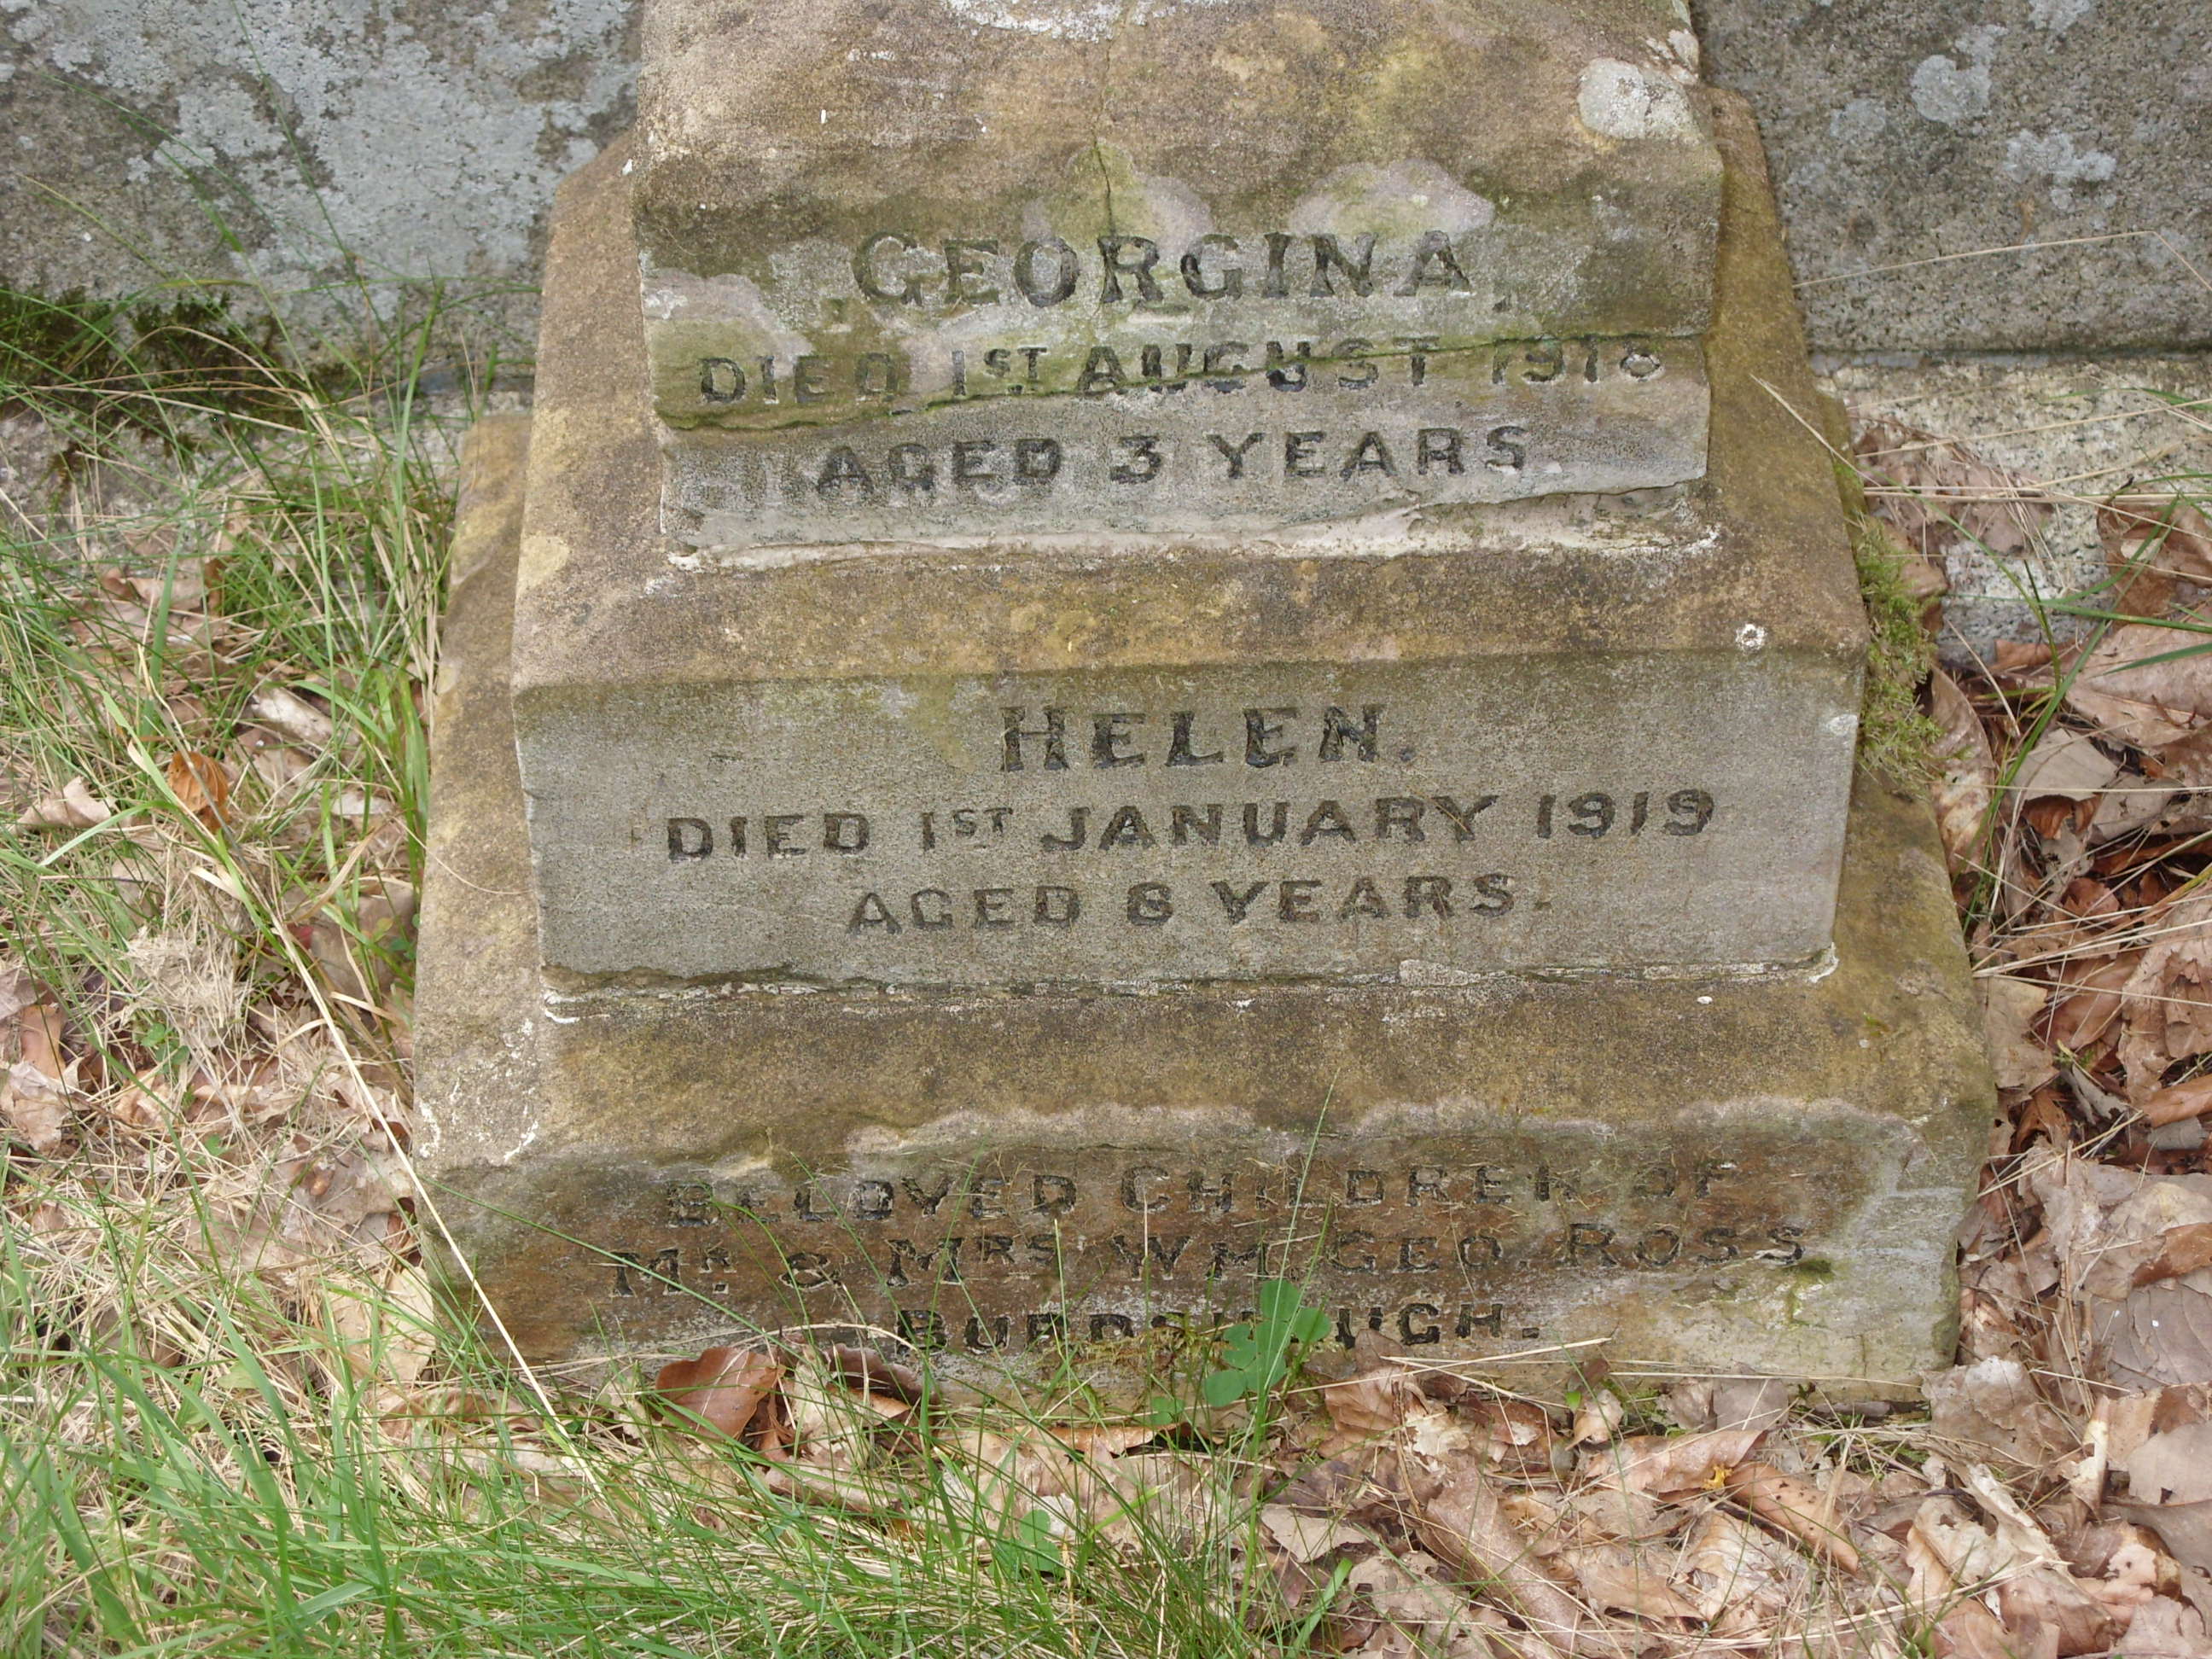 GEORGINA.
DIED 1ST AUGUST 1918
AGED 3 YEARS
HELEN.
DIED 1ST JANUARY 1919
AGED 6 YEARS.
BELOVED CHILDREN OF
MR. & MRS WM. GEO. ROSS